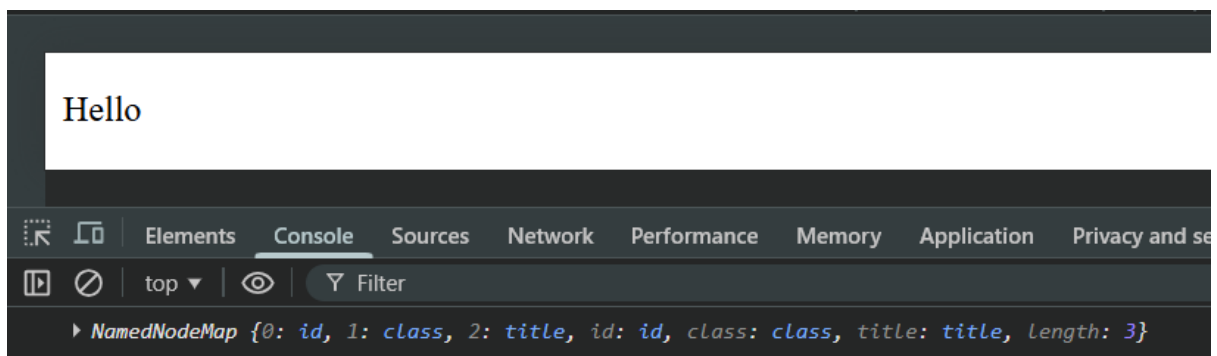 Hello
Elements Console Sources Network Performance Memory Application Privacy and se
top ▼ Filter
▶ NamedNodeMap {0: id, 1: class, 2: title, id: id, class: class, title: title, length: 3}